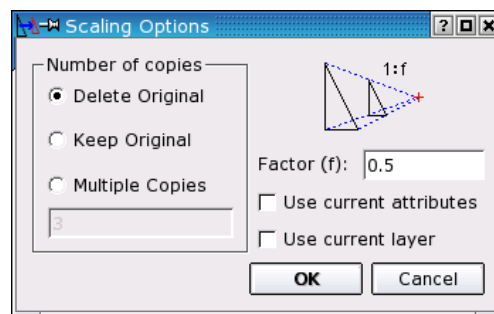 Scaling Options
Number of copies
Delete Original
Keep Original
Multiple Copies
3
1:f
Factor (f): 0.5
Use current attributes
Use current layer
OK Cancel